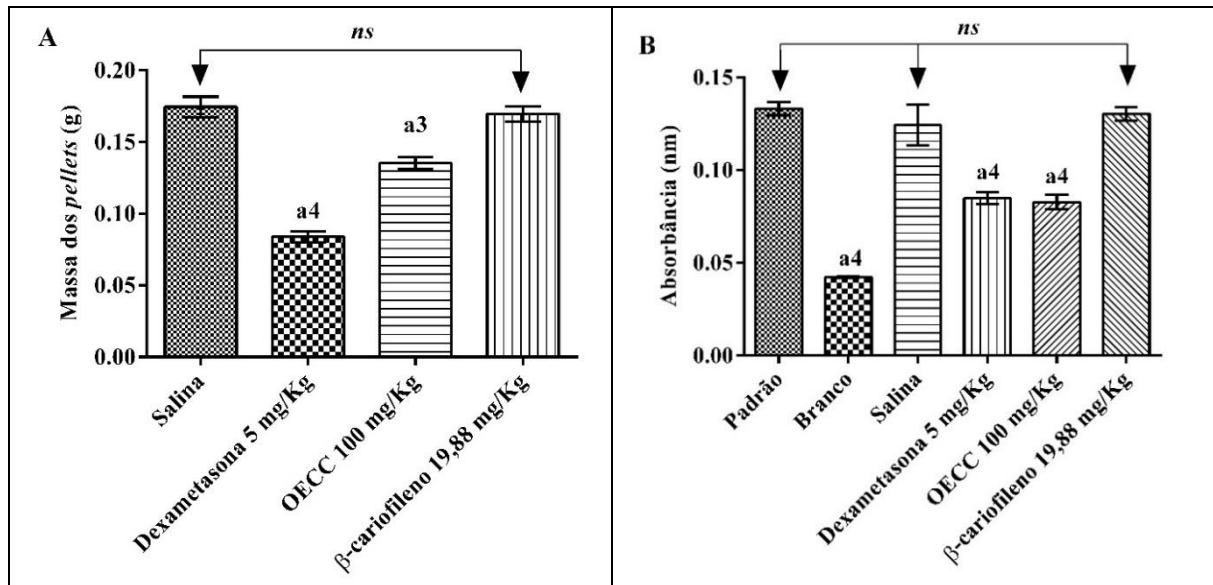 A
ns
Massa dos pellets (g)
0.20
0.15
0.10
0.05
0.00
a4
a3
Salina
Dexametasona 5 mg/Kg
OECC 100 mg/Kg
β-cariofileno 19,88 mg/Kg
B
ns
Absorbância (nm)
0.15
0.10
0.05
0.00
a4
a4
a4
Padrão
Branco
Salina
Dexametasona 5 mg/Kg
OECC 100 mg/Kg
β-cariofileno 19,88 mg/Kg